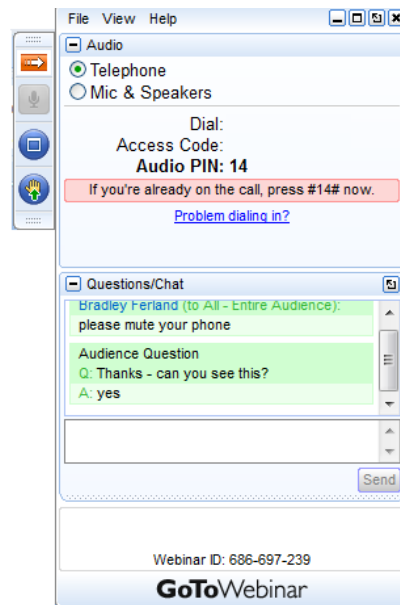 File View Help
Audio
Telephone
Mic & Speakers
Dial:
Access Code:
Audio PIN: 14
If you're already on the call, press #14# now.
Problem dialing in?
Questions/Chat
Bradley Ferland (to All - Entire Audience):
please mute your phone
Audience Question
Q: Thanks - can you see this?
A: yes
Send
Webinar ID: 686-697-239
GoToWebinar